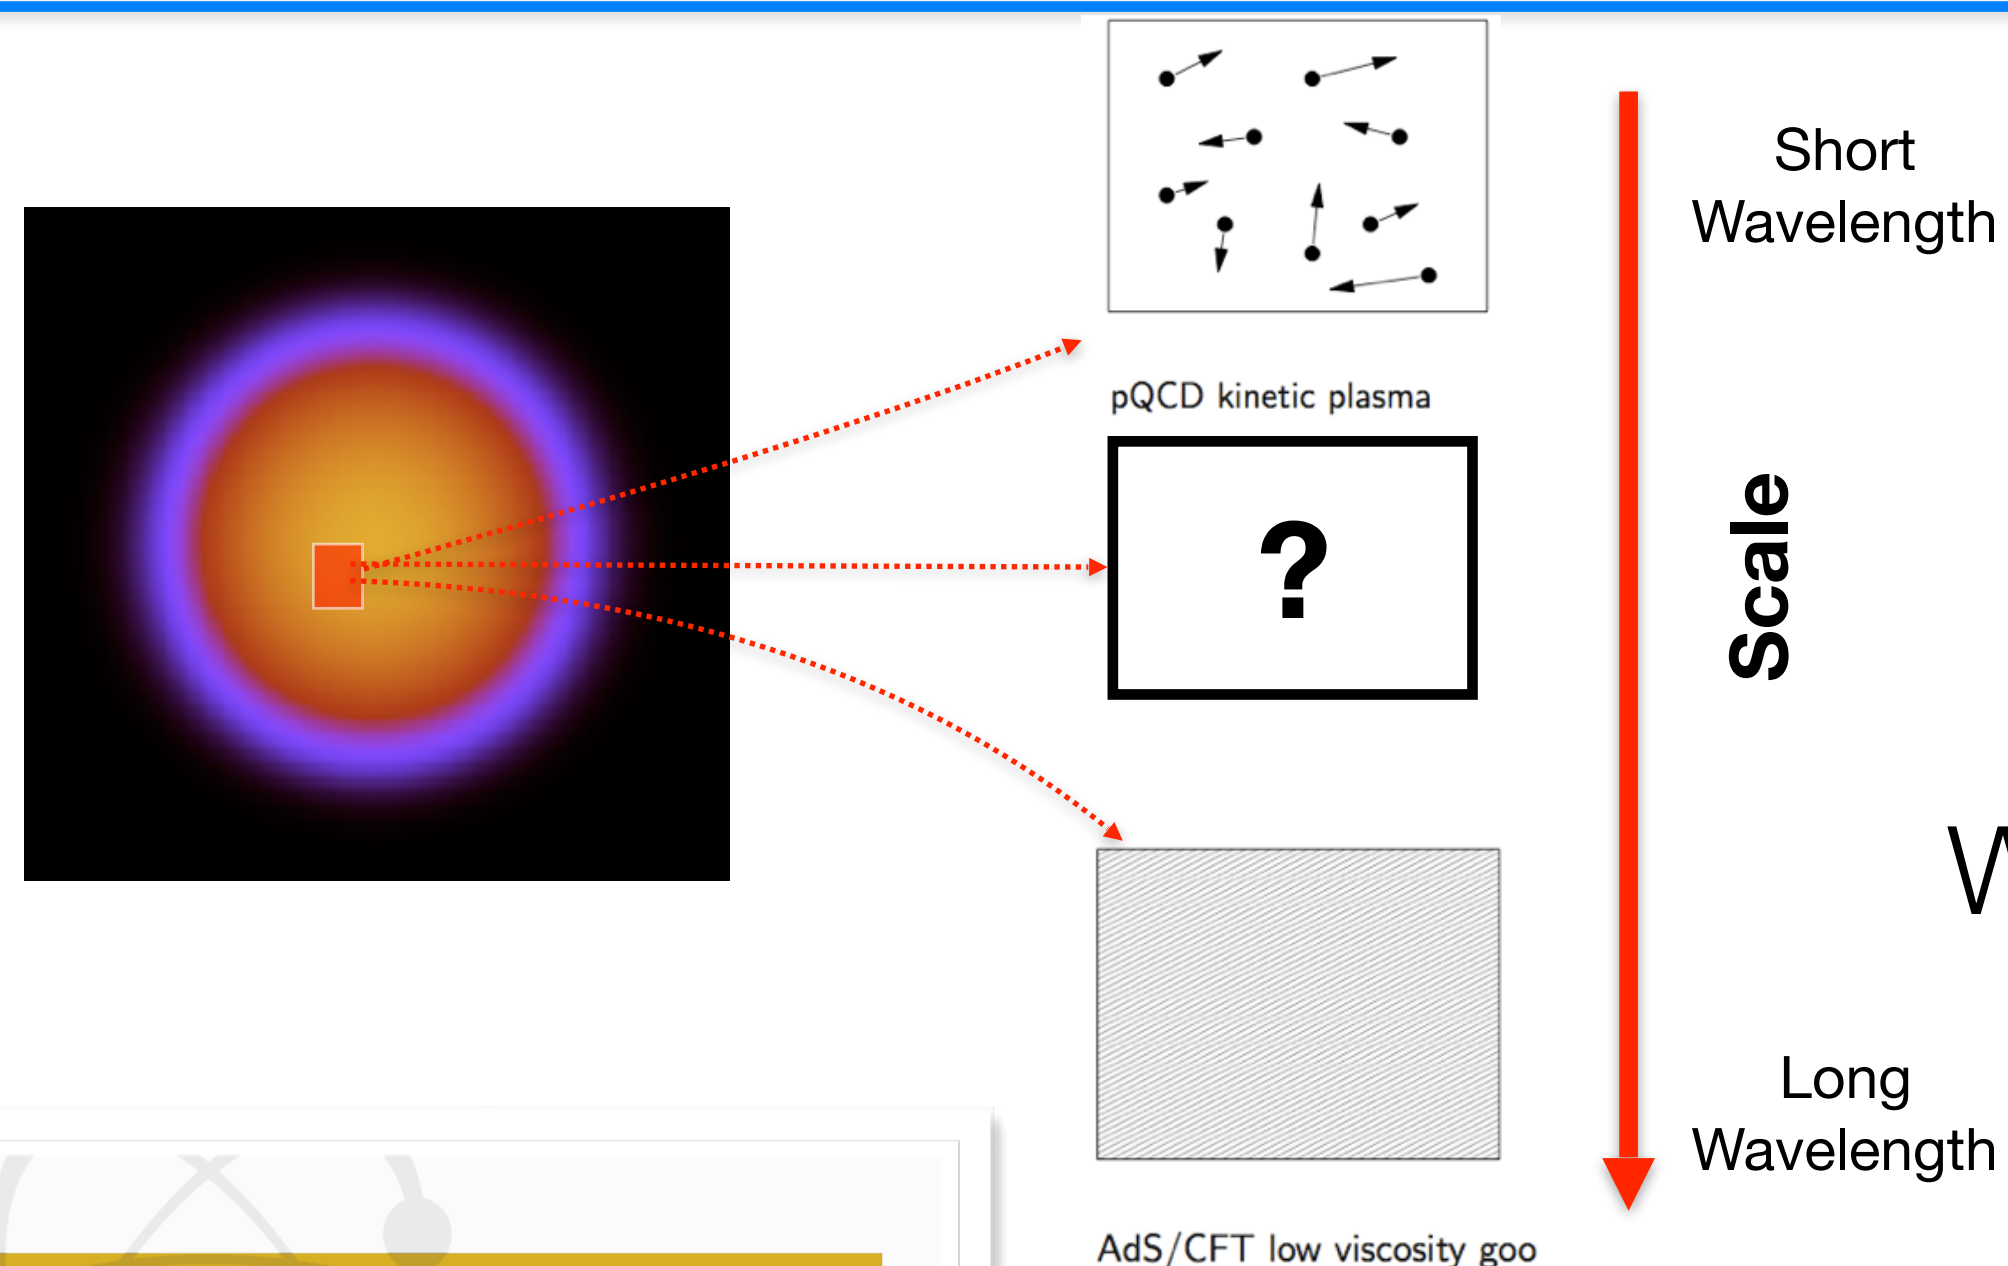 Short
Wavelength
pQCD kinetic plasma
?
Scale
W
Long
Wavelength
AdS/CFT low viscosity goo